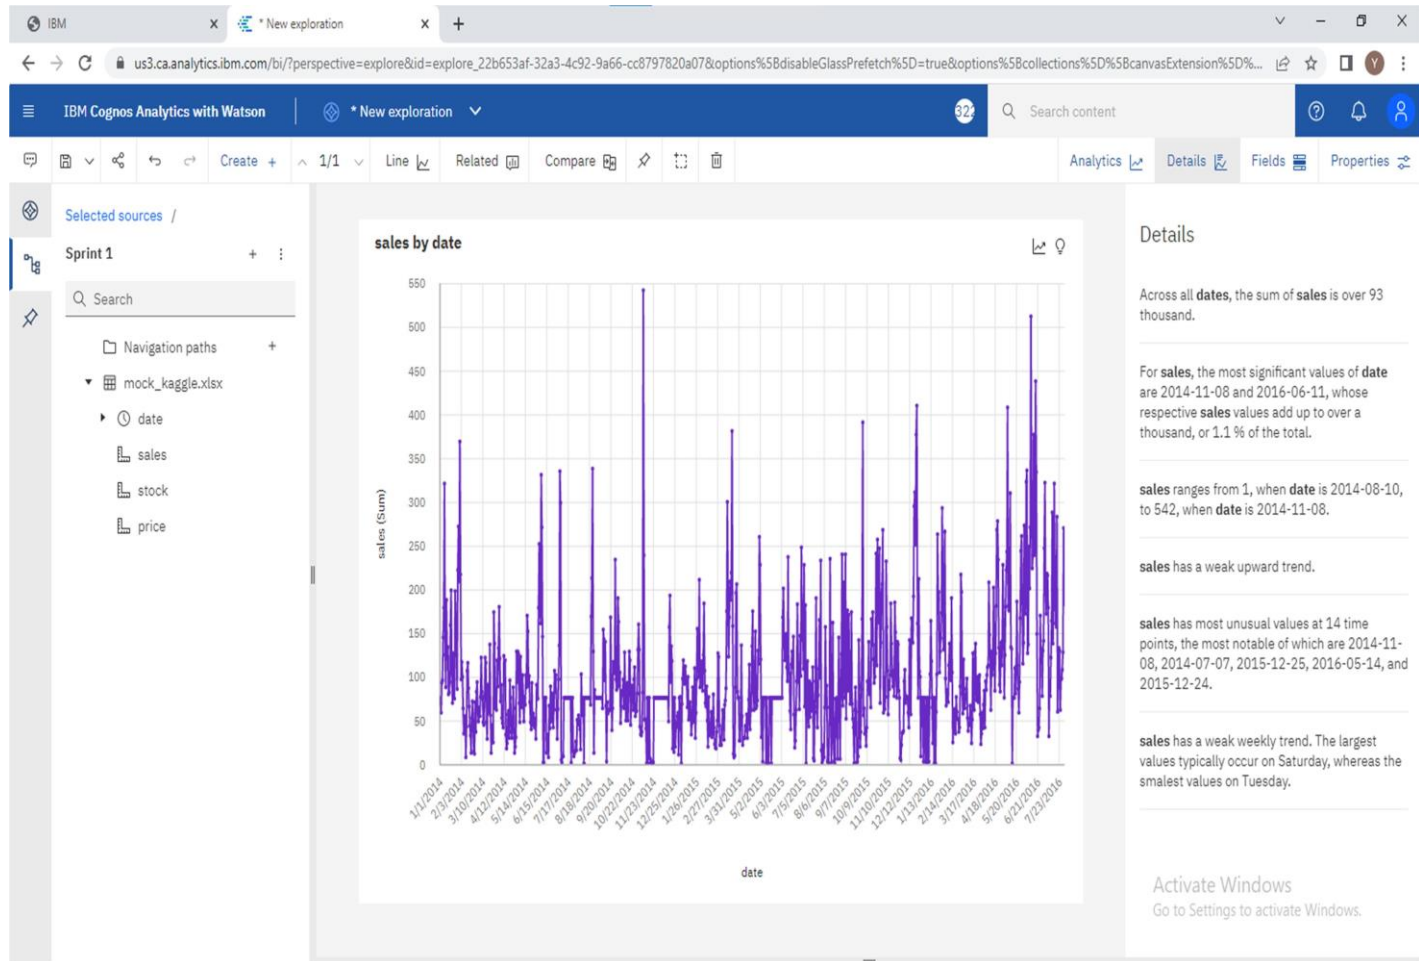 IBM
* New exploration
us3.ca.analytics.ibm.com/bi/?perspective=explore&id=explore_22b653af-32a3-4c92-9a66-cc8797820a07&options%5BdisableGlassPrefetch%5D=true&options%5Bcollections%5D%5BcanvasExtension%5D%...
Y
IBM Cognos Analytics with Watson
* New exploration
322
Search content
Create +
1/1
Line
Related
Compare
Analytics
Details
Fields
Properties
Selected sources /
Sprint 1
Search
Navigation paths
mock_kaggle.xlsx
date
sales
stock
price
sales by date
550
500
450
400
350
300
250
200
150
100
50
0
sales (Sum)
1/1/2014
2/3/2014
3/10/2014
4/12/2014
5/14/2014
6/15/2014
7/17/2014
8/18/2014
9/20/2014
10/22/2014
11/23/2014
12/25/2014
1/26/2015
2/27/2015
3/31/2015
5/2/2015
6/3/2015
7/5/2015
8/6/2015
9/7/2015
10/9/2015
11/10/2015
12/12/2015
1/13/2016
2/14/2016
3/17/2016
4/18/2016
5/20/2016
6/21/2016
7/23/2016
date
Details
Across all dates, the sum of sales is over 93
thousand.
For sales, the most significant values of date
are 2014-11-08 and 2016-06-11, whose
respective sales values add up to over a
thousand, or 1.1 % of the total.
sales ranges from 1, when date is 2014-08-10,
to 542, when date is 2014-11-08.
sales has a weak upward trend.
sales has most unusual values at 14 time
points, the most notable of which are 2014-11-
08, 2014-07-07, 2015-12-25, 2016-05-14, and
2015-12-24.
sales has a weak weekly trend. The largest
values typically occur on Saturday, whereas the
smalest values on Tuesday.
Activate Windows
Go to Settings to activate Windows.